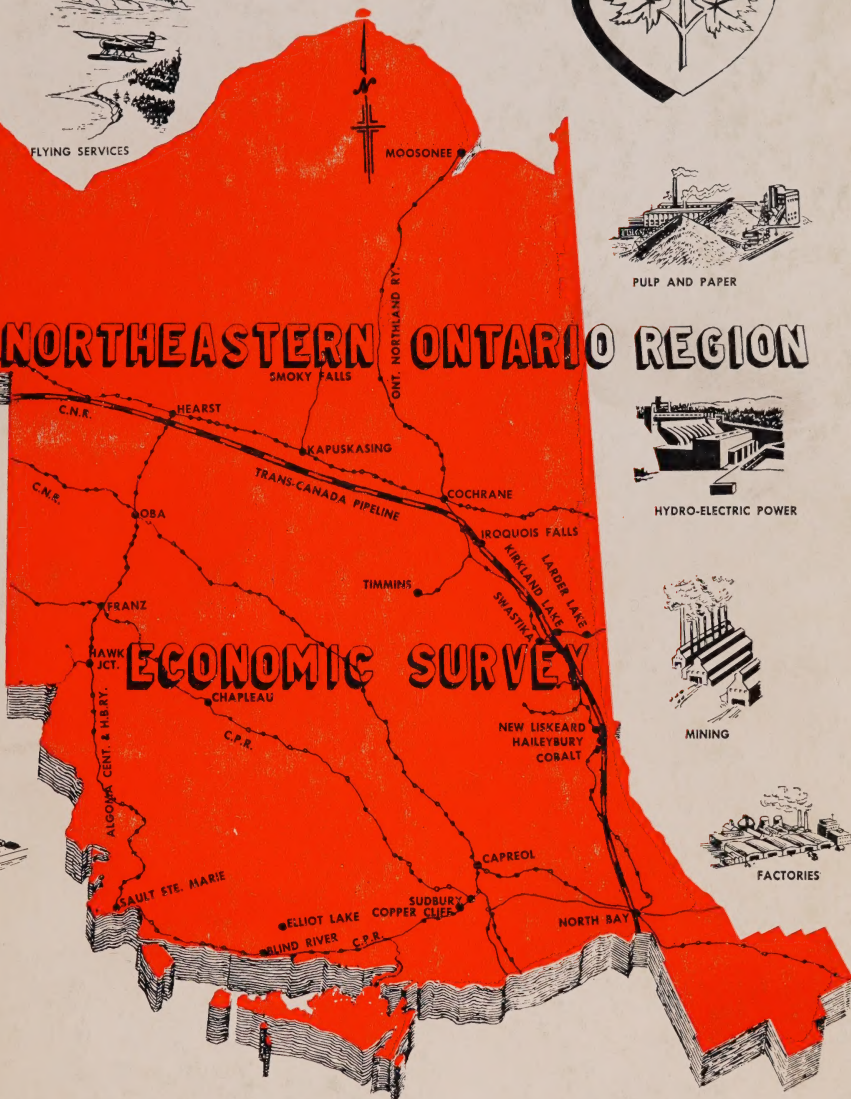 FLYING SERVICES
N
MOOSONEE
PULP AND PAPER
ONT. NORTHLAND RY.
NORTHEASTERN ONTARIO REGION
SMOKY FALLS
C.N.R.
HEARST
KAPUSKASING
TRANS-CANADA PIPELINE
C.N.R.
COCHRANE
HYDRO-ELECTRIC POWER
OBA
IROQUOIS FALLS
KIRKLAND LAKE
LARDER LAKE
TIMMINS
SWASTIKA
FRANZ
HAWK
JCT.
ECONOMIC SURVEY
CHAPLEAU
C.P.R.
NEW LISKEARD
HAILEYBURY
COBALT
MINING
ALGOMA CENT. & H.B.RY.
CAPREOL
FACTORIES
SAULT STE. MARIE
SUDBURY
ELLIOT LAKE
COPPER CLIFF
NORTH BAY
BLIND RIVER
C.P.R.